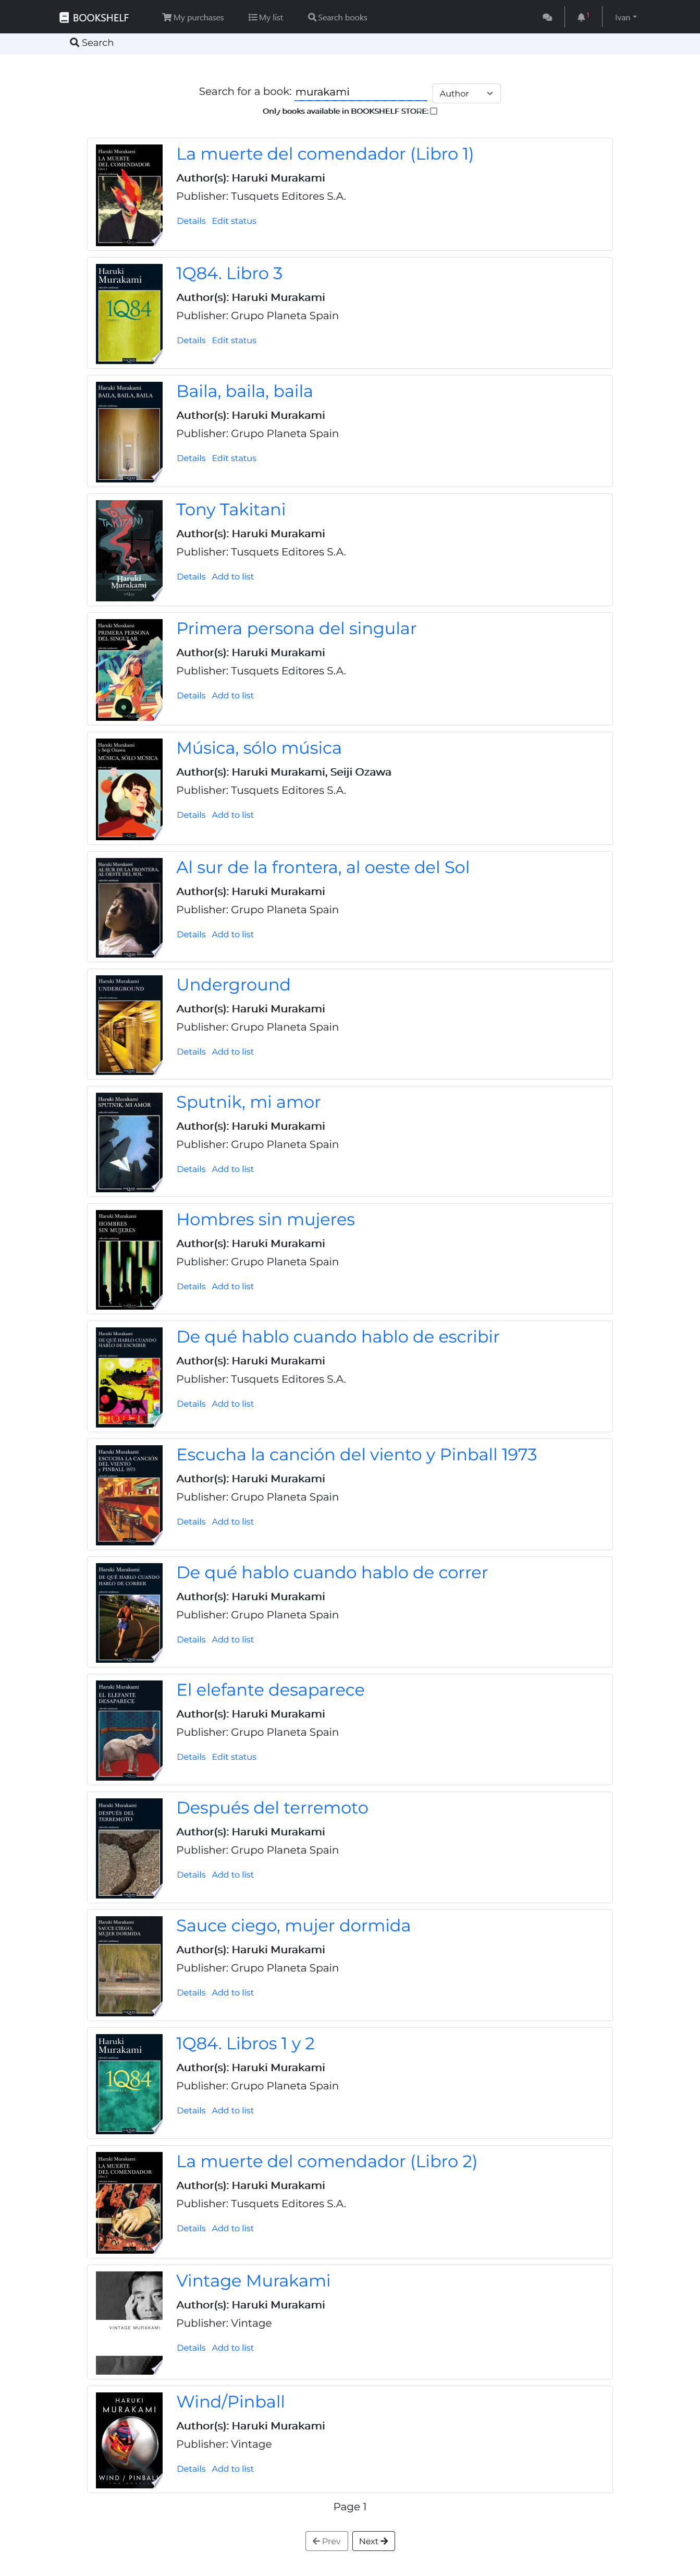 BOOKSHELF My purchases My list Search books 1 Ivan
Search
Search for a book: murakami Author
Only books available in BOOKSHELF STORE:
Haruki Murakami
LA MUERTE
DEL COMENDADOR
La muerte del comendador (Libro 1)
Author(s): Haruki Murakami
Publisher: Tusquets Editores S.A.
Details Edit status
Haruki
Murakami
1Q84
1Q84. Libro 3
Author(s): Haruki Murakami
Publisher: Grupo Planeta Spain
Details Edit status
Haruki Murakami
BAILA, BAILA, BAILA
Baila, baila, baila
Author(s): Haruki Murakami
Publisher: Grupo Planeta Spain
Details Edit status
TONY
TAKITANI
Haruki
Murakami
Tony Takitani
Author(s): Haruki Murakami
Publisher: Tusquets Editores S.A.
Details Add to list
Haruki Murakami
PRIMERA PERSONA
DEL SINGULAR
Primera persona del singular
Author(s): Haruki Murakami
Publisher: Tusquets Editores S.A.
Details Add to list
Haruki Murakami
y Seiji Ozawa
MÚSICA, SÓLO MÚSICA
Música, sólo música
Author(s): Haruki Murakami, Seiji Ozawa
Publisher: Tusquets Editores S.A.
Details Add to list
Haruki Murakami
AL SUR DE LA FRONTERA,
AL OESTE DEL SOL
Al sur de la frontera, al oeste del Sol
Author(s): Haruki Murakami
Publisher: Grupo Planeta Spain
Details Add to list
Haruki Murakami
UNDERGROUND
Underground
Author(s): Haruki Murakami
Publisher: Grupo Planeta Spain
Details Add to list
Haruki Murakami
SPUTNIK, MI AMOR
Sputnik, mi amor
Author(s): Haruki Murakami
Publisher: Grupo Planeta Spain
Details Add to list
Haruki Murakami
HOMBRES
SIN MUJERES
Hombres sin mujeres
Author(s): Haruki Murakami
Publisher: Grupo Planeta Spain
Details Add to list
Haruki Murakami
DE QUÉ HABLO CUANDO
HABLO DE ESCRIBIR
De qué hablo cuando hablo de escribir
Author(s): Haruki Murakami
Publisher: Tusquets Editores S.A.
Details Add to list
Haruki Murakami
ESCUCHA LA CANCIÓN
DEL VIENTO
y PINBALL 1973
Escucha la canción del viento y Pinball 1973
Author(s): Haruki Murakami
Publisher: Grupo Planeta Spain
Details Add to list
Haruki Murakami
DE QUÉ HABLO CUANDO
HABLO DE CORRER
De qué hablo cuando hablo de correr
Author(s): Haruki Murakami
Publisher: Grupo Planeta Spain
Details Add to list
Haruki Murakami
EL ELEFANTE
DESAPARECE
El elefante desaparece
Author(s): Haruki Murakami
Publisher: Grupo Planeta Spain
Details Edit status
Haruki Murakami
DESPUÉS DEL
TERREMOTO
Después del terremoto
Author(s): Haruki Murakami
Publisher: Grupo Planeta Spain
Details Add to list
Haruki Murakami
SAUCE CIEGO,
MUJER DORMIDA
Sauce ciego, mujer dormida
Author(s): Haruki Murakami
Publisher: Grupo Planeta Spain
Details Add to list
Haruki
Murakami
1Q84
1Q84. Libros 1 y 2
Author(s): Haruki Murakami
Publisher: Grupo Planeta Spain
Details Add to list
Haruki Murakami
LA MUERTE
DEL COMENDADOR
La muerte del comendador (Libro 2)
Author(s): Haruki Murakami
Publisher: Tusquets Editores S.A.
Details Add to list
VINTAGE MURAKAMI
Vintage Murakami
Author(s): Haruki Murakami
Publisher: Vintage
Details Add to list
HARUKI
MURAKAMI
WIND / PINBALL
Wind/Pinball
Author(s): Haruki Murakami
Publisher: Vintage
Details Add to list
Page 1
Prev Next